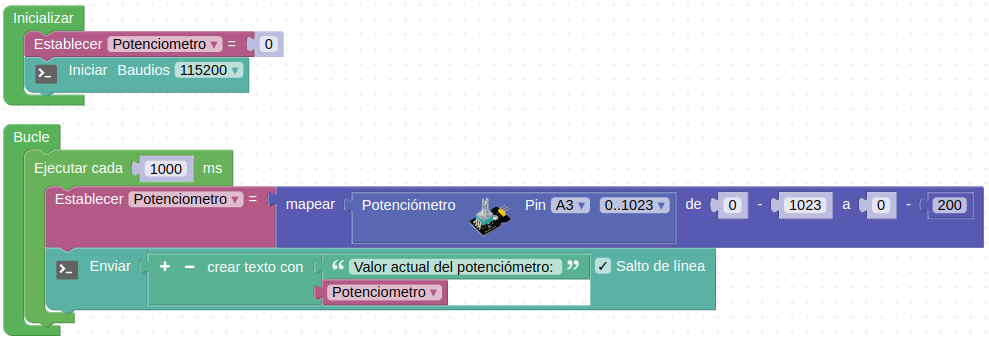 Inicializar
Establecer Potenciometro ▾ = 0
>_ Iniciar Baudios 115200 ▾
Bucle
Ejecutar cada 1000 ms
Establecer Potenciometro ▾ = mapear Potenciómetro Pin A3 ▾ 0..1023 ▾ de 0 - 1023 a 0 - 200
>_ Enviar + - crear texto con “ Valor actual del potenciómetro: ” ✓ Salto de línea
Potenciometro ▾